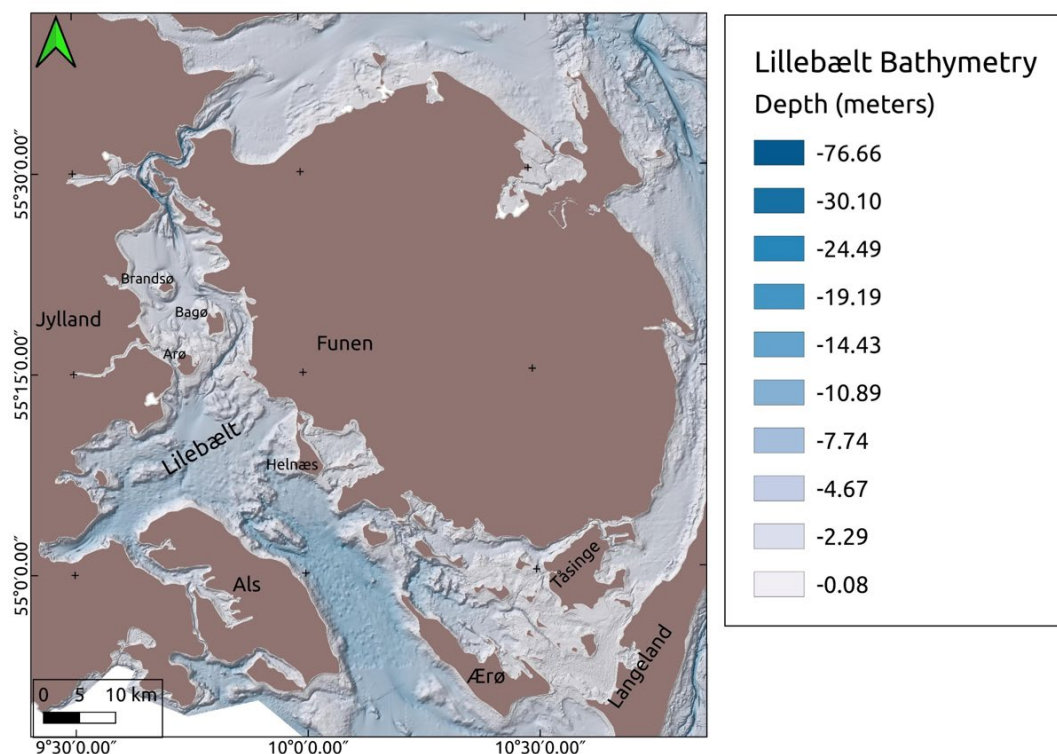 Lillebælt Bathymetry
Depth (meters)
-76.66
-30.10
-24.49
-19.19
-14.43
-10.89
-7.74
-4.67
-2.29
-0.08
55°30′0.00″
55°15′0.00″
55°0′0.00″
Brandsø
Bagø
Jylland
Arø
Funen
Lilebælt
Helnæs
Tåsinge
Als
Ærø
Langeland
0 5 10 km
9°30′0.00″ 10°0′0.00″ 10°30′0.00″